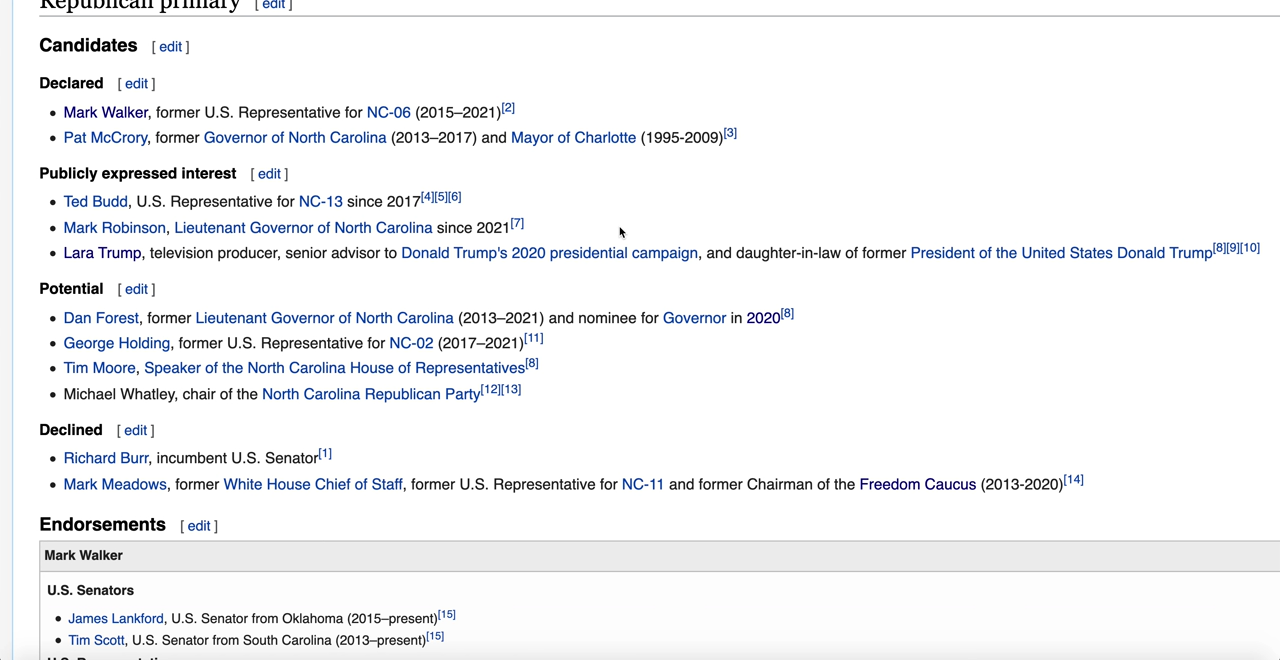 Republican primary [ edit ]
Candidates [ edit ]
Declared [ edit ]
• Mark Walker, former U.S. Representative for NC-06 (2015–2021)[2]
• Pat McCrory, former Governor of North Carolina (2013–2017) and Mayor of Charlotte (1995-2009)[3]
Publicly expressed interest [ edit ]
• Ted Budd, U.S. Representative for NC-13 since 2017[4][5][6]
• Mark Robinson, Lieutenant Governor of North Carolina since 2021[7]
• Lara Trump, television producer, senior advisor to Donald Trump's 2020 presidential campaign, and daughter-in-law of former President of the United States Donald Trump[8][9][10]
Potential [ edit ]
• Dan Forest, former Lieutenant Governor of North Carolina (2013–2021) and nominee for Governor in 2020[8]
• George Holding, former U.S. Representative for NC-02 (2017–2021)[11]
• Tim Moore, Speaker of the North Carolina House of Representatives[8]
• Michael Whatley, chair of the North Carolina Republican Party[12][13]
Declined [ edit ]
• Richard Burr, incumbent U.S. Senator[1]
• Mark Meadows, former White House Chief of Staff, former U.S. Representative for NC-11 and former Chairman of the Freedom Caucus (2013-2020)[14]
Endorsements [ edit ]
Mark Walker
U.S. Senators
• James Lankford, U.S. Senator from Oklahoma (2015–present)[15]
• Tim Scott, U.S. Senator from South Carolina (2013–present)[15]